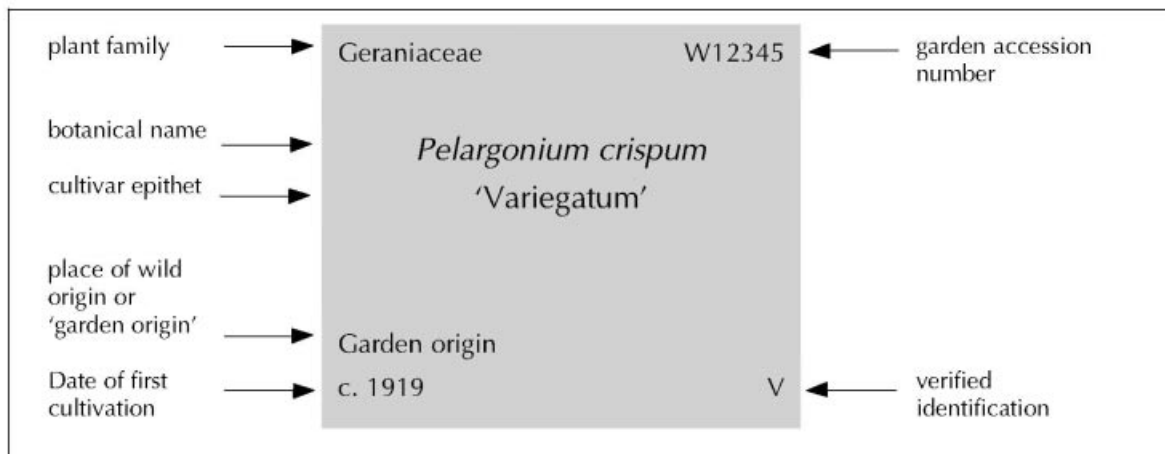 plant family
Geraniaceae
W12345
garden accession
number
botanical name
Pelargonium crispum
cultivar epithet
‘Variegatum’
place of wild
origin or
‘garden origin’
Garden origin
Date of first
cultivation
c. 1919
V
verified
identification